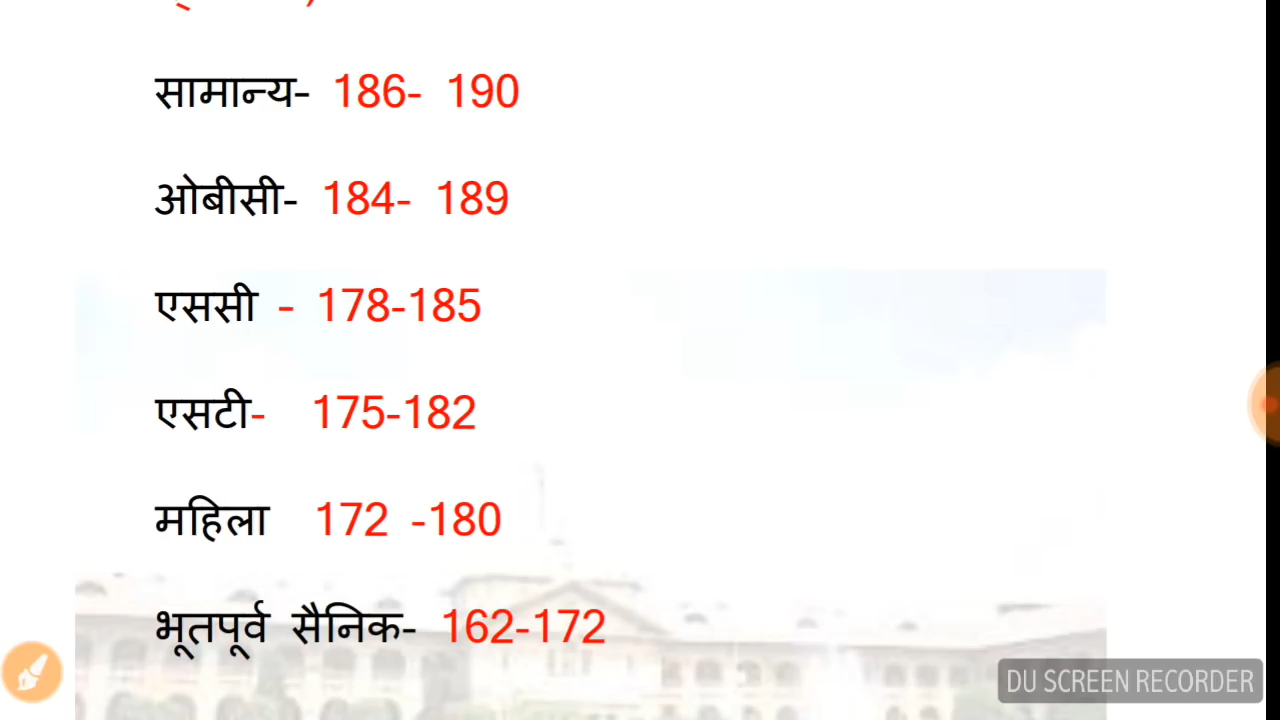 सामान्य- 186- 190
ओबीसी- 184- 189
एससी - 178-185
एसटी- 175-182
महिला 172 -180
भूतपूर्व सैनिक- 162-172
DU SCREEN RECORDER